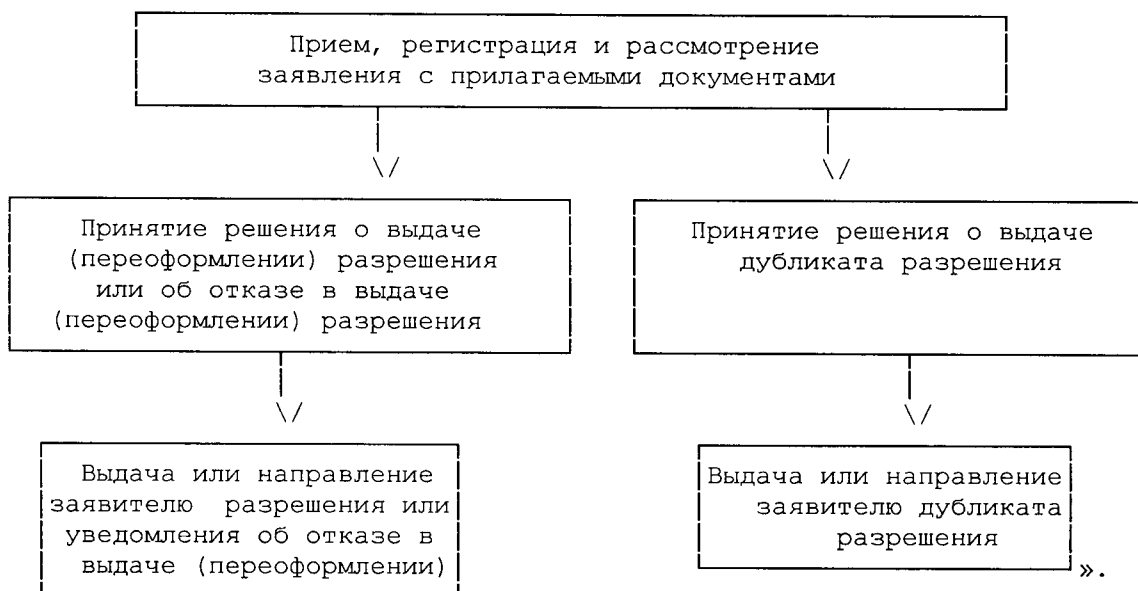 Прием, регистрация и рассмотрение
заявления с прилагаемыми документами
Принятие решения о выдаче
(переоформлении) разрешения
или об отказе в выдаче
(переоформлении) разрешения
Принятие решения о выдаче
дубликата разрешения
Выдача или направление
заявителю разрешения или
уведомления об отказе в
выдаче (переоформлении)
Выдача или направление
заявителю дубликата
разрешения
».